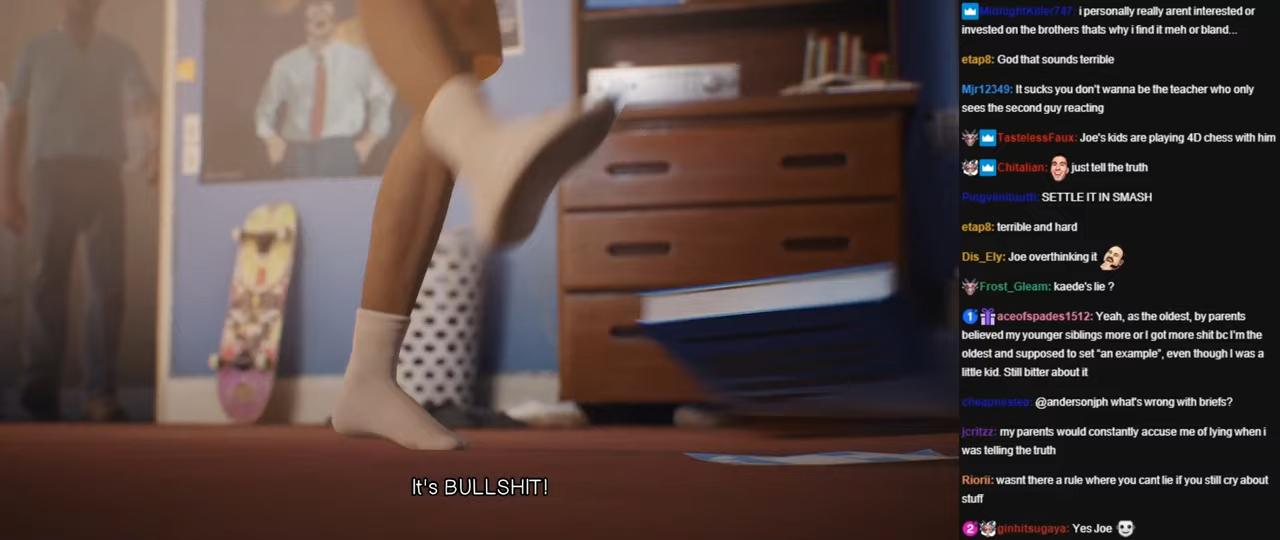 MidnightKiller747: i personally really arent interested or
invested on the brothers thats why i find it meh or bland...
etap8: God that sounds terrible
Mjr12349: It sucks you don't wanna be the teacher who only
sees the second guy reacting
TastelessFaux: Joe's kids are playing 4D chess with him
Chitalian: just tell the truth
SETTLE IT IN SMASH
etap8: terrible and hard
Dis_Ely: Joe overthinking it
Frost_Gleam: kaede's lie ?
1 aceofspades1512: Yeah, as the oldest, by parents
believed my younger siblings more or I got more shit bc I'm the
oldest and supposed to set "an example", even though I was a
little kid. Still bitter about it
@andersonjph what's wrong with briefs?
jcritzz: my parents would constantly accuse me of lying when i
was telling the truth
Riorii: wasnt there a rule where you cant lie if you still cry about
stuff
2 ginhitsugaya: Yes Joe
It's BULLSHIT!